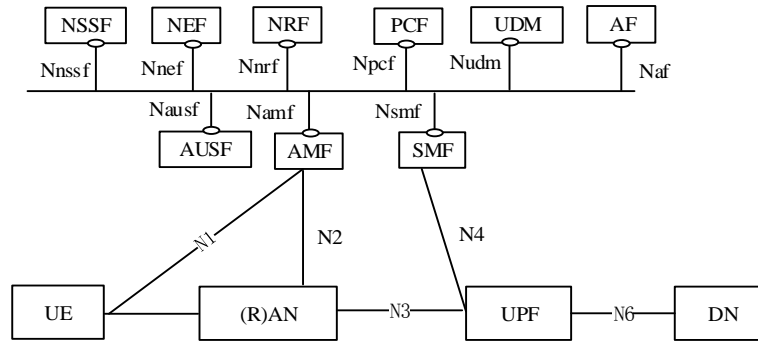 NSSF NEF NRF PCF UDM AF
Nnssf Nnef Nnrf Npcf Nudm Naf
Nausf Namf Nsmf
AUSF AMF SMF
N1 N2 N4
UE (R)AN N3 UPF N6 DN